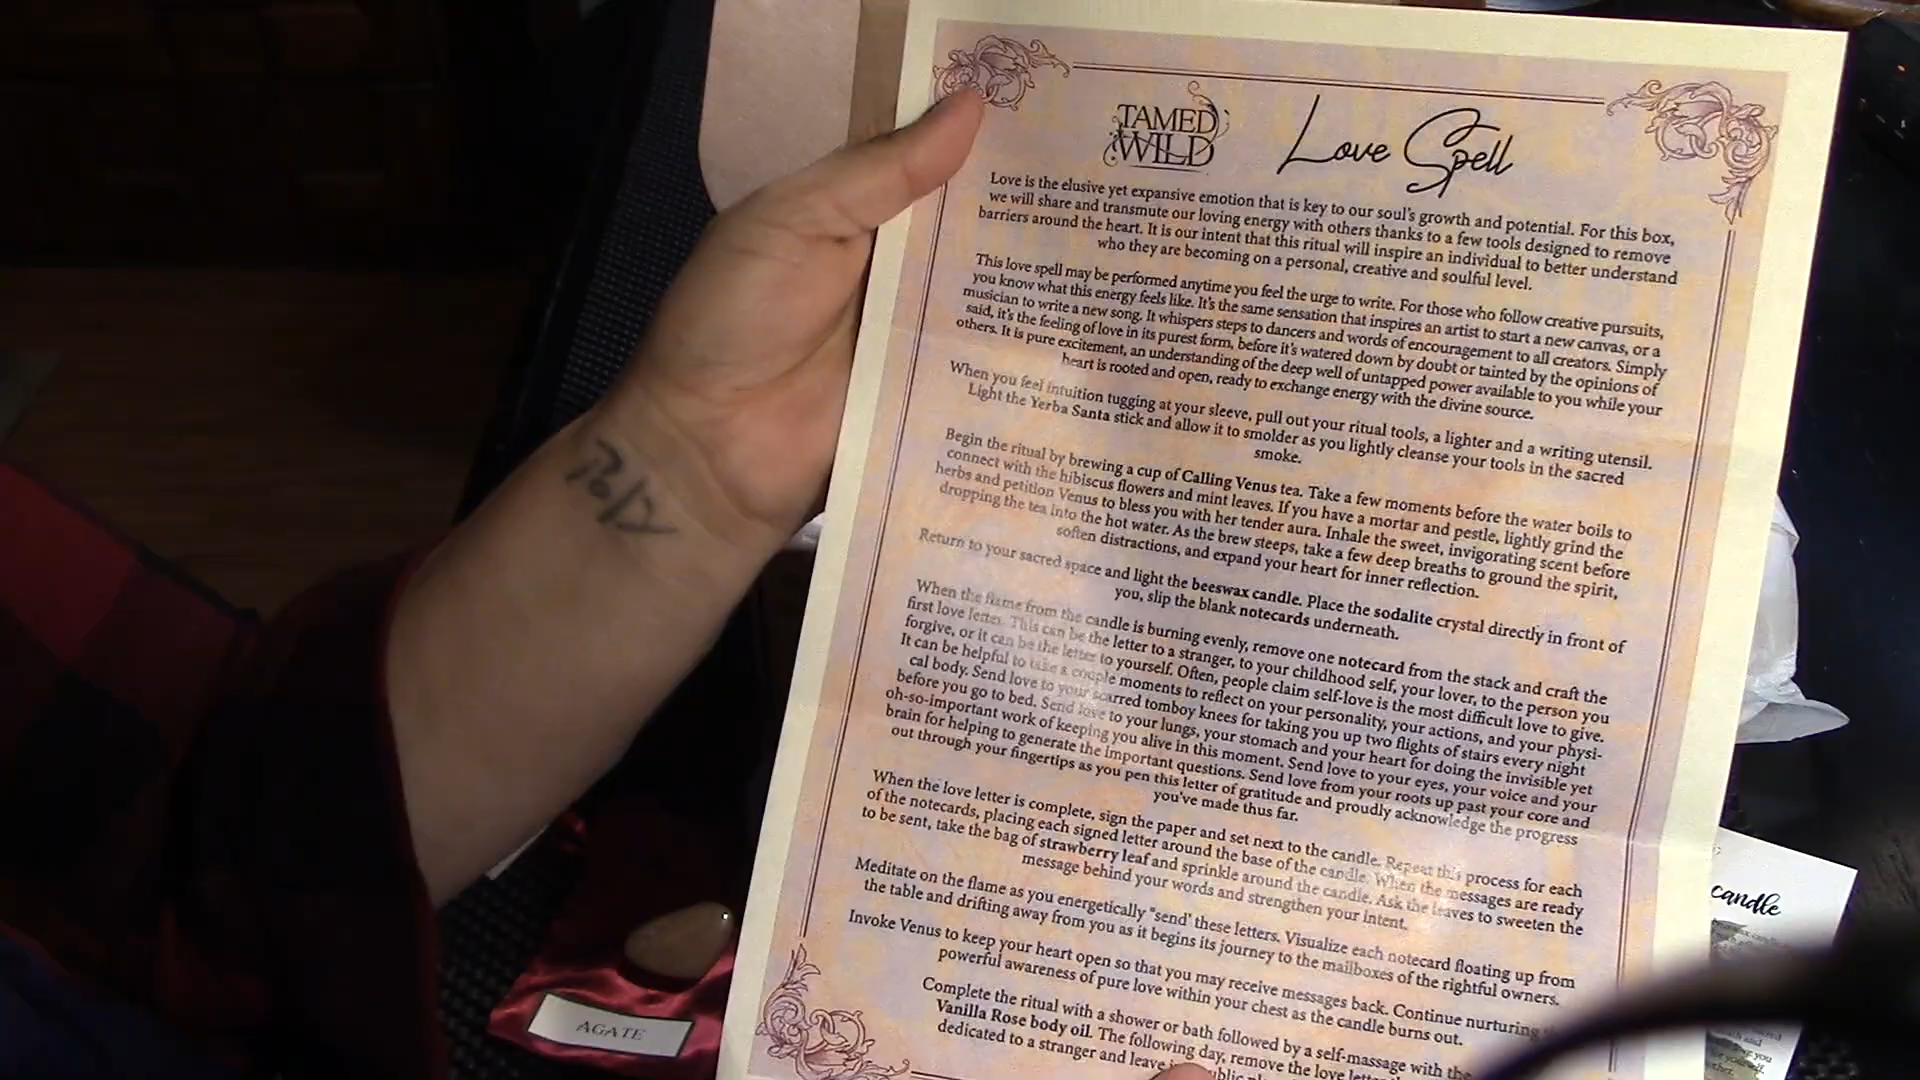 TAMED
WILD
Love Spell
Love is the elusive yet expansive emotion that is key to our soul's growth and potential. For this box,
we will share and transmute our loving energy with others thanks to a few tools designed to remove
barriers around the heart. It is our intent that this ritual will inspire an individual to better understand
who they are becoming on a personal, creative and soulful level.
This love spell may be performed anytime you feel the urge to write. For those who follow creative pursuits,
you know what this energy feels like. It's the same sensation that inspires an artist to start a new canvas, or a
musician to write a new song. It whispers steps to dancers and words of encouragement to all creators. Simply
said, it's the feeling of love in its purest form, before it's watered down by doubt or tainted by the opinions of
others. It is pure excitement, an understanding of the deep well of untapped power available to you while your
heart is rooted and open, ready to exchange energy with the divine source.
When you feel intuition tugging at your sleeve, pull out your ritual tools, a lighter and a writing utensil.
Light the Yerba Santa stick and allow it to smolder as you lightly cleanse your tools in the sacred
smoke.
Begin the ritual by brewing a cup of Calling Venus tea. Take a few moments before the water boils to
connect with the hibiscus flowers and mint leaves. If you have a mortar and pestle, lightly grind the
herbs and petition Venus to bless you with her tender aura. Inhale the sweet, invigorating scent before
dropping the tea into the hot water. As the brew steeps, take a few deep breaths to ground the spirit,
soften distractions, and expand your heart for inner reflection.
Return to your sacred space and light the beeswax candle. Place the sodalite crystal directly in front of
you, slip the blank notecards underneath.
When the flame from the candle is burning evenly, remove one notecard from the stack and craft the
first love letter. This can be the letter to a stranger, to your childhood self, your lover, to the person you
forgive, or it can be the letter to yourself. Often, people claim self-love is the most difficult love to give.
It can be helpful to take a couple moments to reflect on your personality, your actions, and your physi-
cal body. Send love to your scarred tomboy knees for taking you up two flights of stairs every night
before you go to bed. Send love to your lungs, your stomach and your heart for doing the invisible yet
oh-so-important work of keeping you alive in this moment. Send love to your eyes, your voice and your
brain for helping to generate the important questions. Send love from your roots up past your core and
out through your fingertips as you pen this letter of gratitude and proudly acknowledge the progress
you've made thus far.
When the love letter is complete, sign the paper and set next to the candle. Repeat this process for each
of the notecards, placing each signed letter around the base of the candle. When the messages are ready
to be sent, take the bag of strawberry leaf and sprinkle around the candle. Ask the leaves to sweeten the
message behind your words and strengthen your intent.
Meditate on the flame as you energetically "send" these letters. Visualize each notecard floating up from
the table and drifting away from you as it begins its journey to the mailboxes of the rightful owners.
Invoke Venus to keep your heart open so that you may receive messages back. Continue nurturing
powerful awareness of pure love within your chest as the candle burns out.
Complete the ritual with a shower or bath followed by a self-massage with the
Vanilla Rose body oil. The following day, remove the love letter
dedicated to a stranger and leave
AGATE
candle